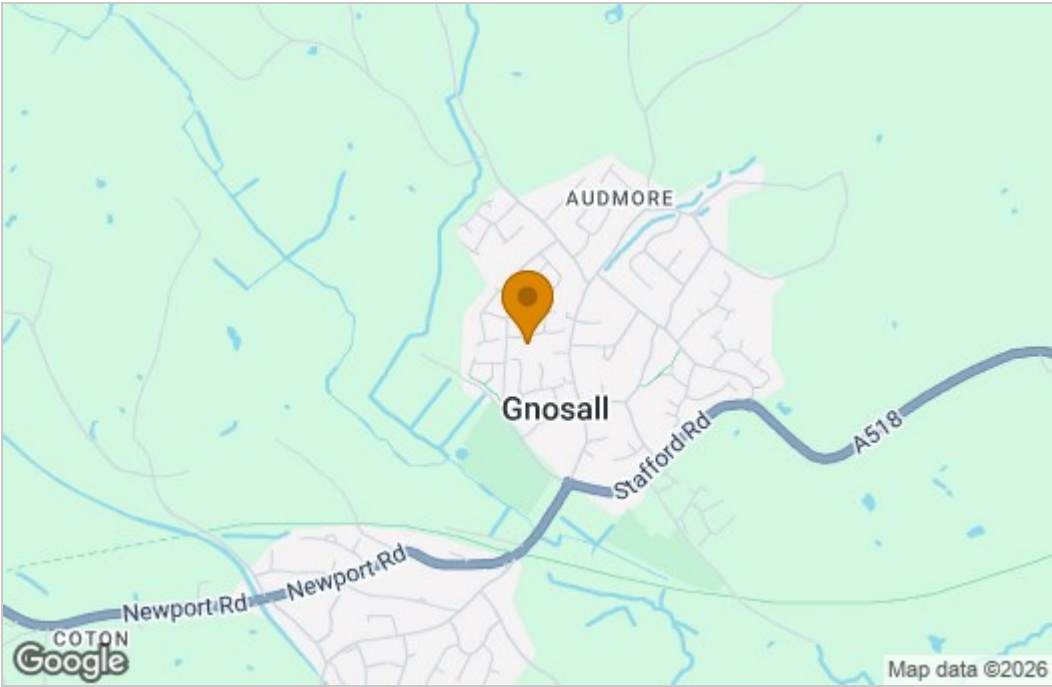 AUDMORE
Gnosall
Stafford Rd
A518
Newport Rd
Newport Rd
COTON
Google
Map data ©2026